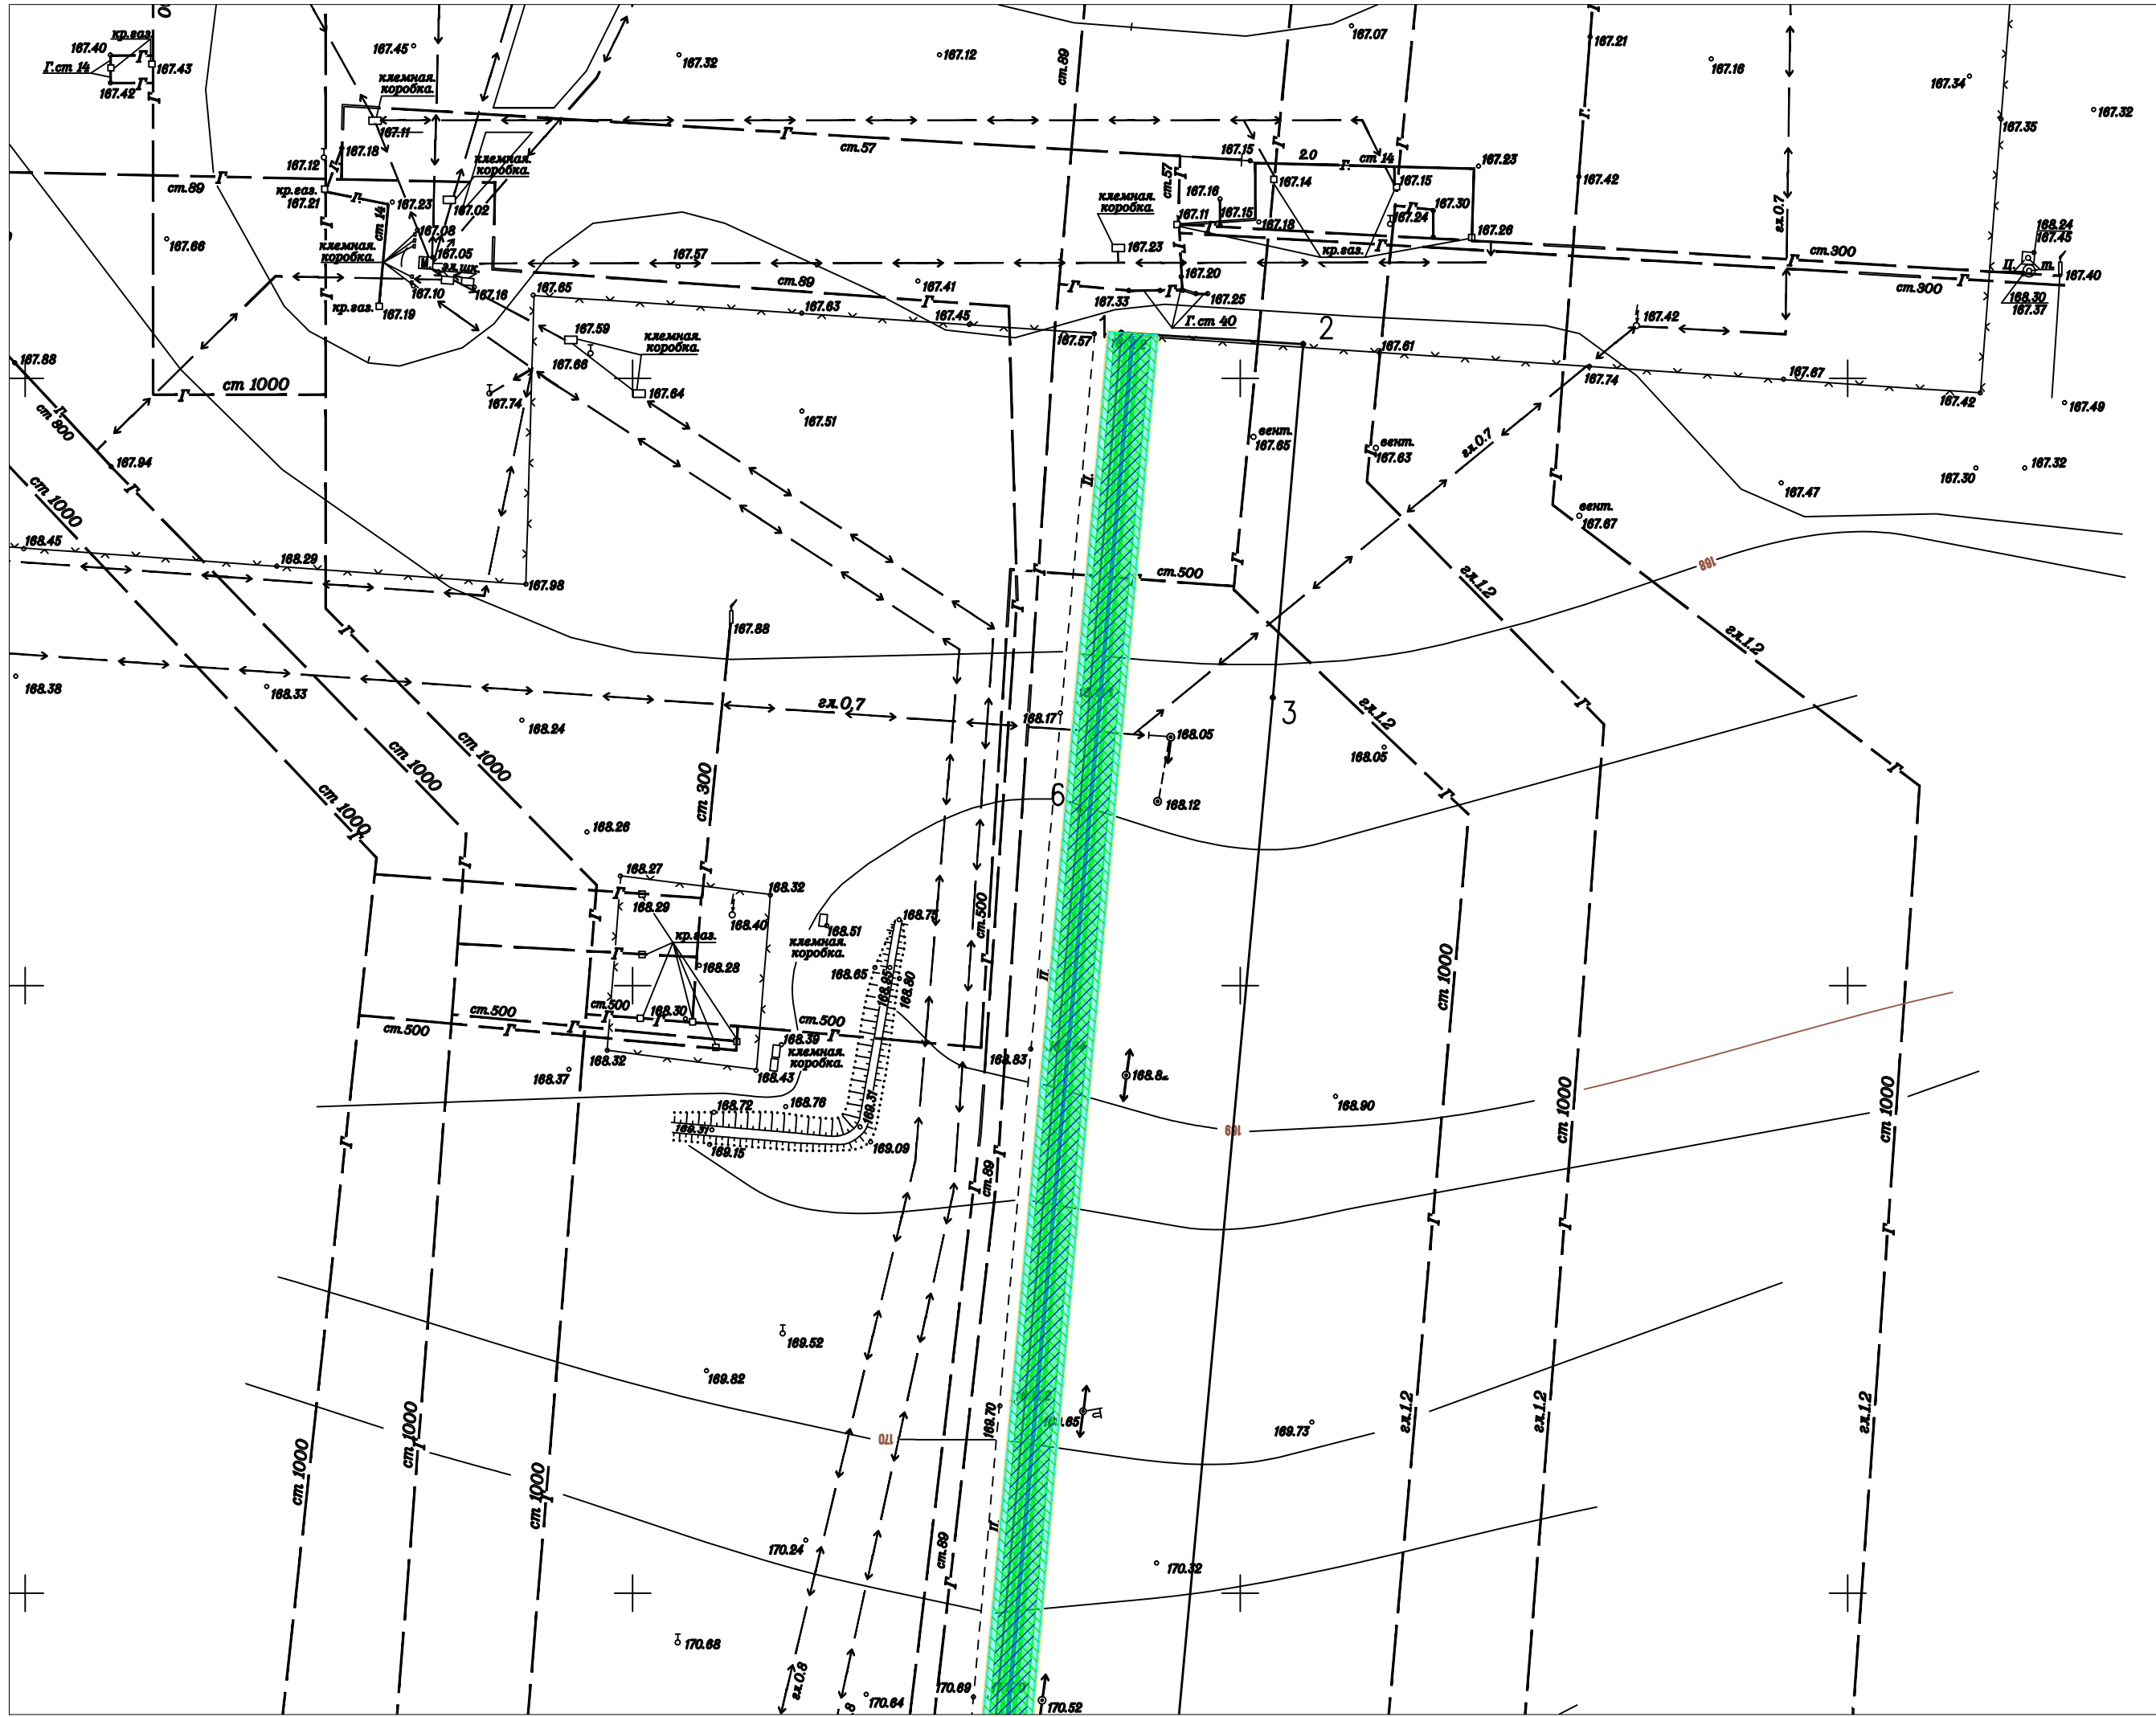 кр.газ.
167.40
Г.ст 14
167.43
167.42
167.45
клемная.
коробка.
167.32
167.12
ст.89
167.07
167.21
167.16
167.34
167.32
167.35
167.11
167.18
167.12
клемная.
коробка.
ст.57
167.15
2.0
ст 14
167.23
ст.89
кр.газ.
167.21
ст 14
167.23
167.02
167.14
167.15
167.42
гл.0.7
ст.57
167.16
клемная.
коробка.
167.11
167.15
167.18
167.24
167.30
167.26
168.24
167.45
167.66
167.08
клемная.
коробка.
167.05
гл.шк.
167.57
167.23
кр.газ.
ст.300
П.
т.
167.40
167.10
167.16
167.65
ст.89
167.41
167.20
ст.300
168.30
167.37
кр.газ.
167.19
167.63
167.45
167.33
167.25
Г.ст 40
167.42
167.59
клемная.
коробка.
167.57
1
2
167.61
167.88
167.66
167.64
167.74
167.67
167.42
167.49
ст 1000
167.74
ст 800
167.51
вент.
167.65
вент.
167.63
гл.0.7
167.94
167.30
167.32
167.47
ст 1000
П.
вент.
167.67
168.45
168.29
167.98
ст.500
гл.1.2
168
167.88
гл.1.2
168.38
168.33
168.24
гл.0.7
168.17
3
гл.1.2
168.05
168.05
ст 1000
ст 1000
ст 1000
ст 300
6
168.12
168.26
168.27
168.32
168.29
168.40
168.51
168.75
кр.газ.
клемная.
коробка.
ст.500
168.28
168.65
168.95
168.80
ст 1000
П.
ст.500
ст.500
ст.500
168.30
ст.500
168.39
клемная.
коробка.
168.32
168.43
168.37
168.83
168.90
168.72
168.76
169.31
169.31
169.15
169.09
169
ст 1000
ст 1000
ст.89
169.52
169.82
169.70
169.73
170
гл.1.2
гл.1.2
гл.1.2
ст 1000
ст 1000
ст 1000
П.
ст.89
170.24
170.32
170.68
гл.0.8
170.64
170.69
170.52